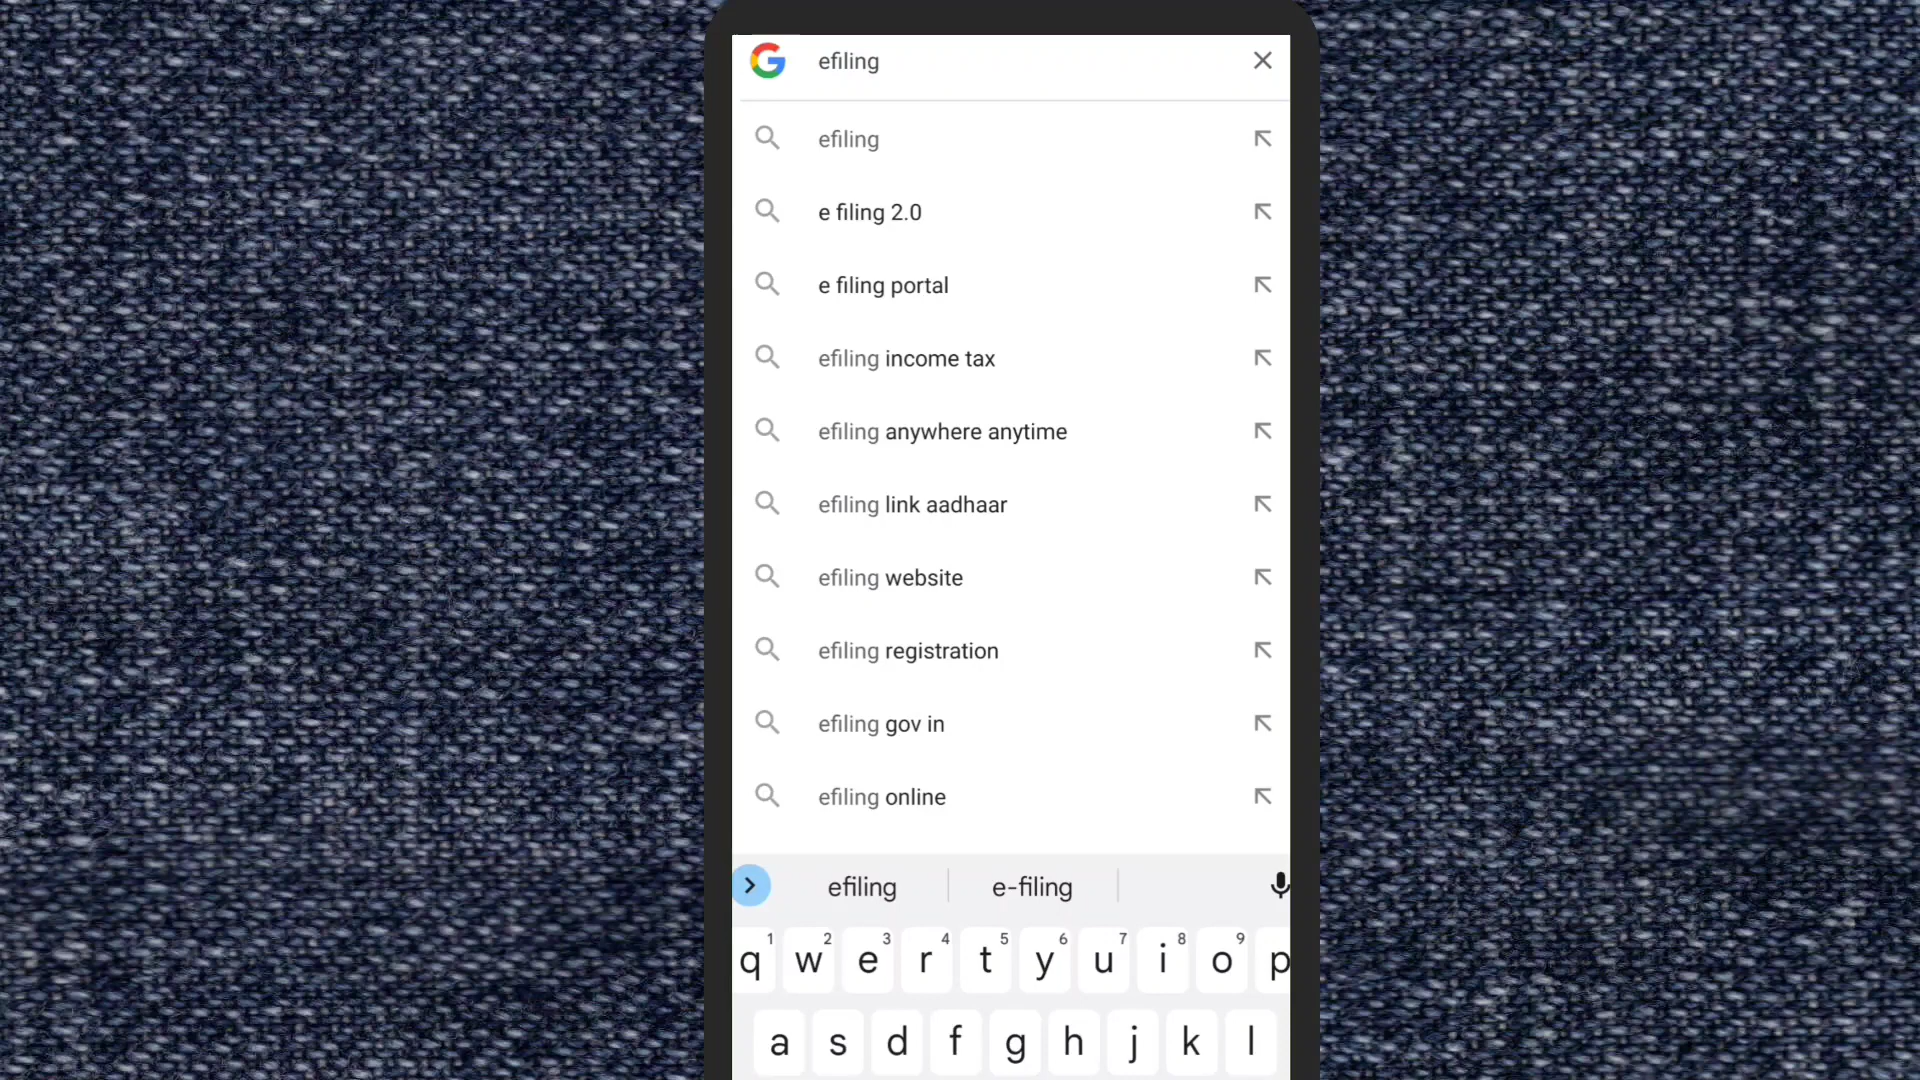 efiling
efiling
e filing 2.0
e filing portal
efiling income tax
efiling anywhere anytime
efiling link aadhaar
efiling website
efiling registration
efiling gov in
efiling online
efiling e-filing
1 2 3 4 5 6 7 8 9
q w e r t y u i o p
a s d f g h j k l